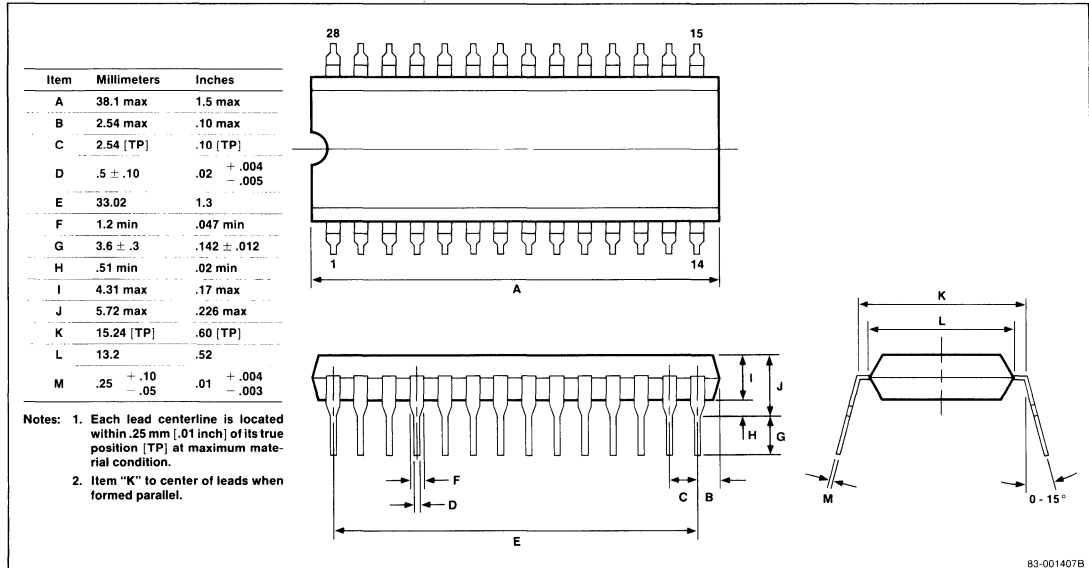 Item Millimeters Inches
A 38.1 max 1.5 max
B 2.54 max .10 max
C 2.54 [TP] .10 [TP]
D .5 ± .10 .02 + .004 − .005
E 33.02 1.3
F 1.2 min .047 min
G 3.6 ± .3 .142 ± .012
H .51 min .02 min
I 4.31 max .17 max
J 5.72 max .226 max
K 15.24 [TP] .60 [TP]
L 13.2 .52
M .25 + .10 − .05 .01 + .004 − .003
Notes: 1. Each lead centerline is located
within .25 mm [.01 inch] of its true
position [TP] at maximum mate-
rial condition.
2. Item “K” to center of leads when
formed parallel.
28 15
1 14
A
I J
H G
F
D
C B
E
K
L
M
0 - 15°
83-001407B